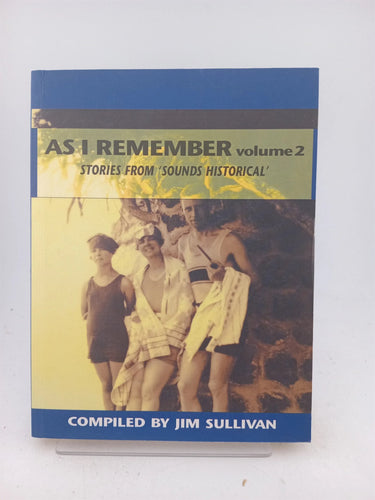 AS I REMEMBER volume 2
STORIES FROM 'SOUNDS HISTORICAL'
COMPILED BY JIM SULLIVAN